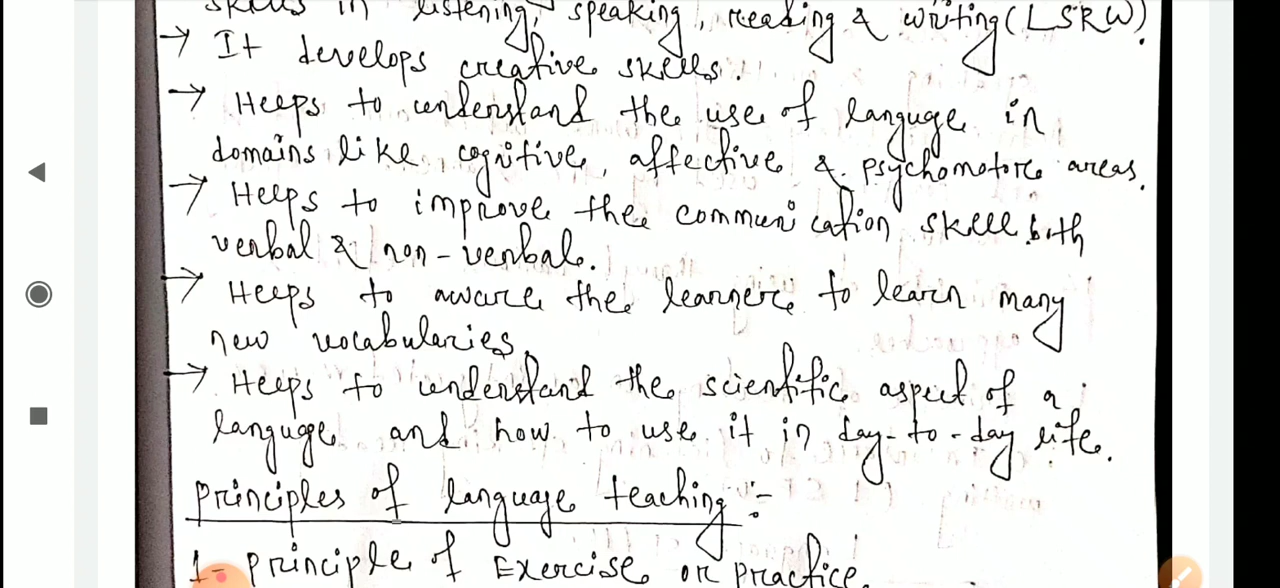 skills in listening, speaking, reading & writing (LSRW).
→ It develops creative skills.
→ Helps to understand the use of languge in
domains like cognitive, affective & psychomotor areas.
→ Helps to improve the communication skill both
verbal & non-verbal.
→ Helps to aware the learner to learn many
new vocabularies.
→ Helps to understand the scientific aspect of a
languge and how to use it in day-to-day life.
Principles of language teaching :-
1- Principle of Exercise or practice.